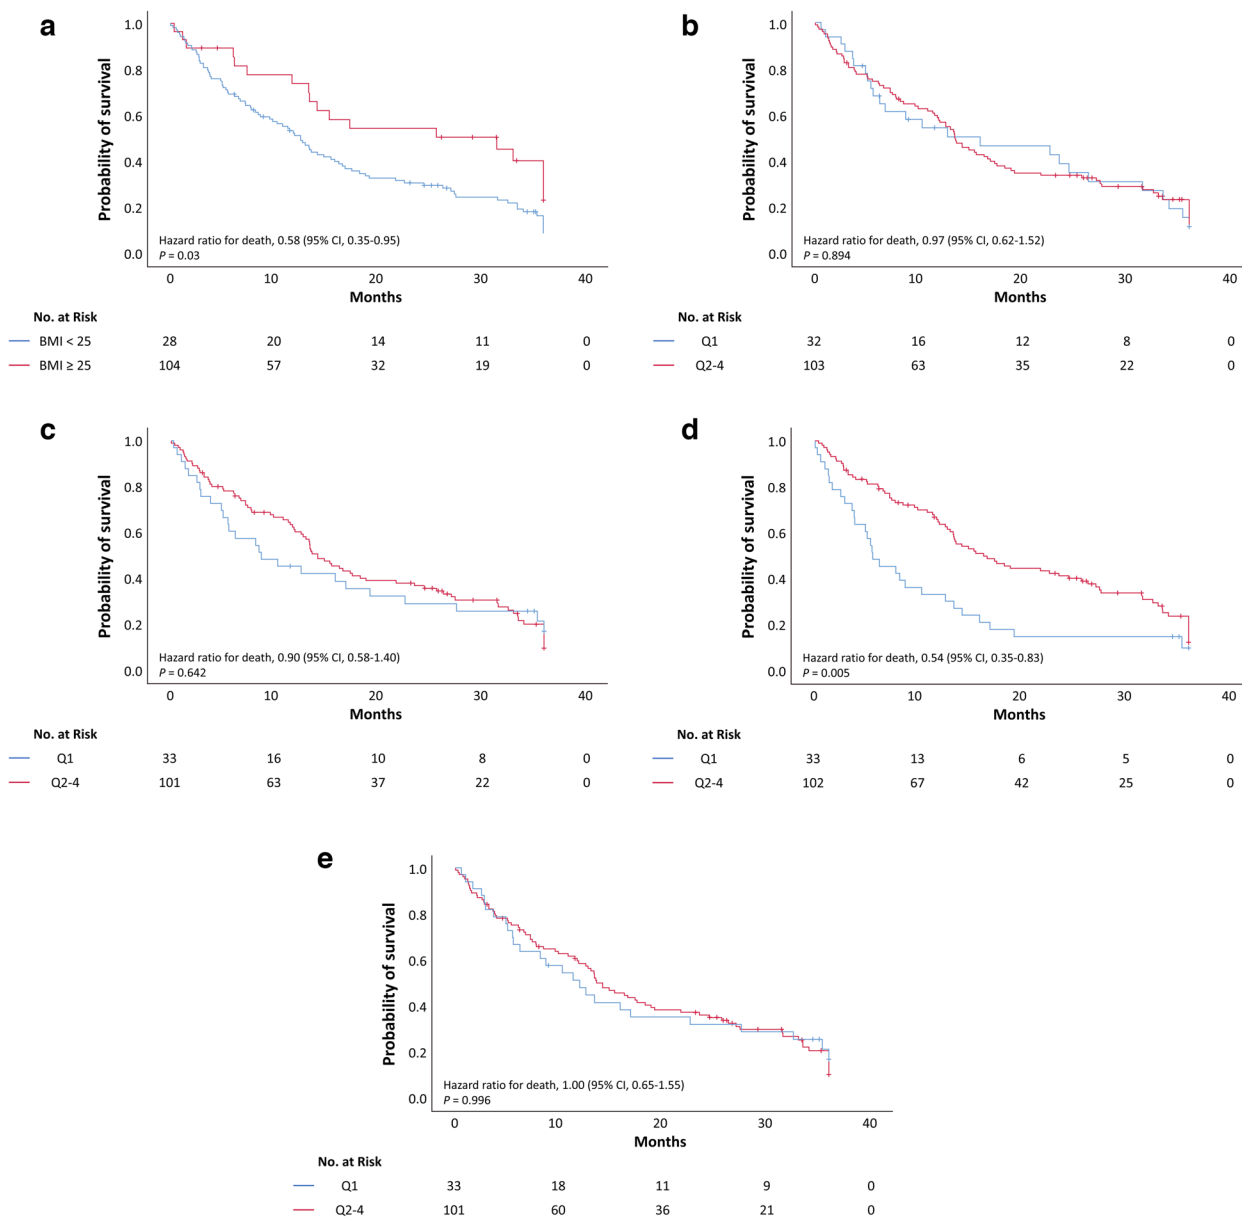 a
Probability of survival
1.0
0.8
0.6
0.4
0.2
0.0
Hazard ratio for death, 0.58 (95% CI, 0.35-0.95)
P = 0.03
0 10 20 30 40
Months
No. at Risk
BMI < 25 28 20 14 11 0
BMI ≥ 25 104 57 32 19 0
b
Probability of survival
1.0
0.8
0.6
0.4
0.2
0.0
Hazard ratio for death, 0.97 (95% CI, 0.62-1.52)
P = 0.894
0 10 20 30 40
Months
No. at Risk
Q1 32 16 12 8 0
Q2-4 103 63 35 22 0
c
Probability of survival
1.0
0.8
0.6
0.4
0.2
0.0
Hazard ratio for death, 0.90 (95% CI, 0.58-1.40)
P = 0.642
0 10 20 30 40
Months
No. at Risk
Q1 33 16 10 8 0
Q2-4 101 63 37 22 0
d
Probability of survival
1.0
0.8
0.6
0.4
0.2
0.0
Hazard ratio for death, 0.54 (95% CI, 0.35-0.83)
P = 0.005
0 10 20 30 40
Months
No. at Risk
Q1 33 13 6 5 0
Q2-4 102 67 42 25 0
e
Probability of survival
1.0
0.8
0.6
0.4
0.2
0.0
Hazard ratio for death, 1.00 (95% CI, 0.65-1.55)
P = 0.996
0 10 20 30 40
Months
No. at Risk
Q1 33 18 11 9 0
Q2-4 101 60 36 21 0